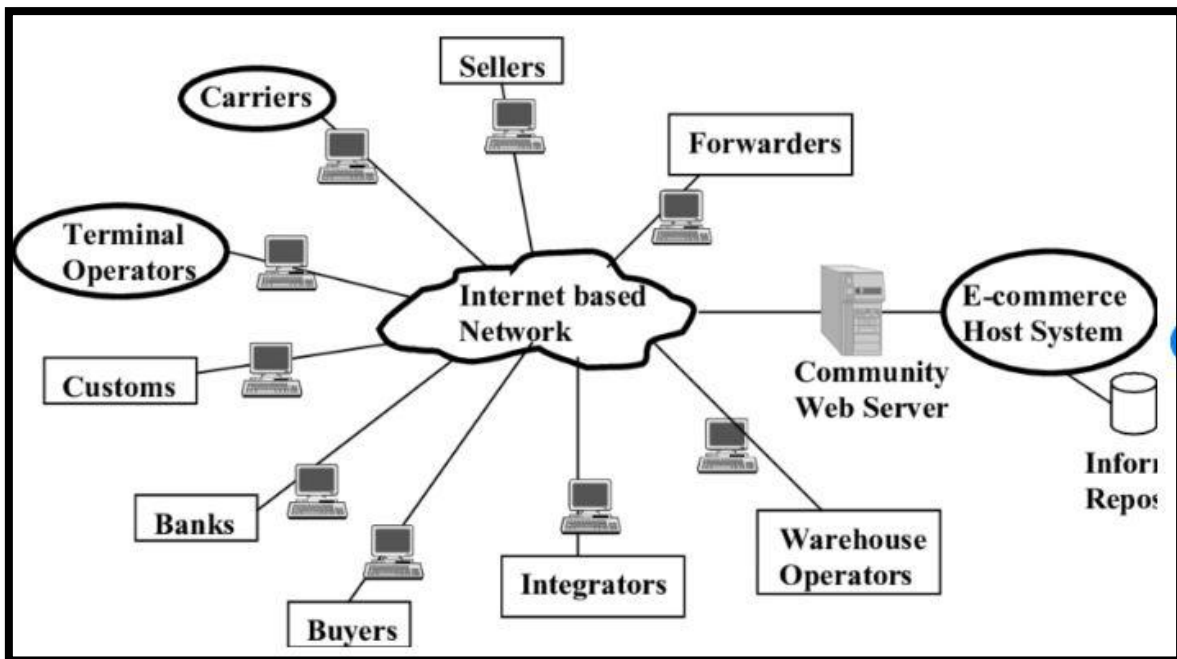 Sellers
Carriers
Forwarders
Terminal
Operators
Internet based
Network
E-commerce
Host System
Customs
Community
Web Server
Banks
Buyers
Integrators
Warehouse
Operators